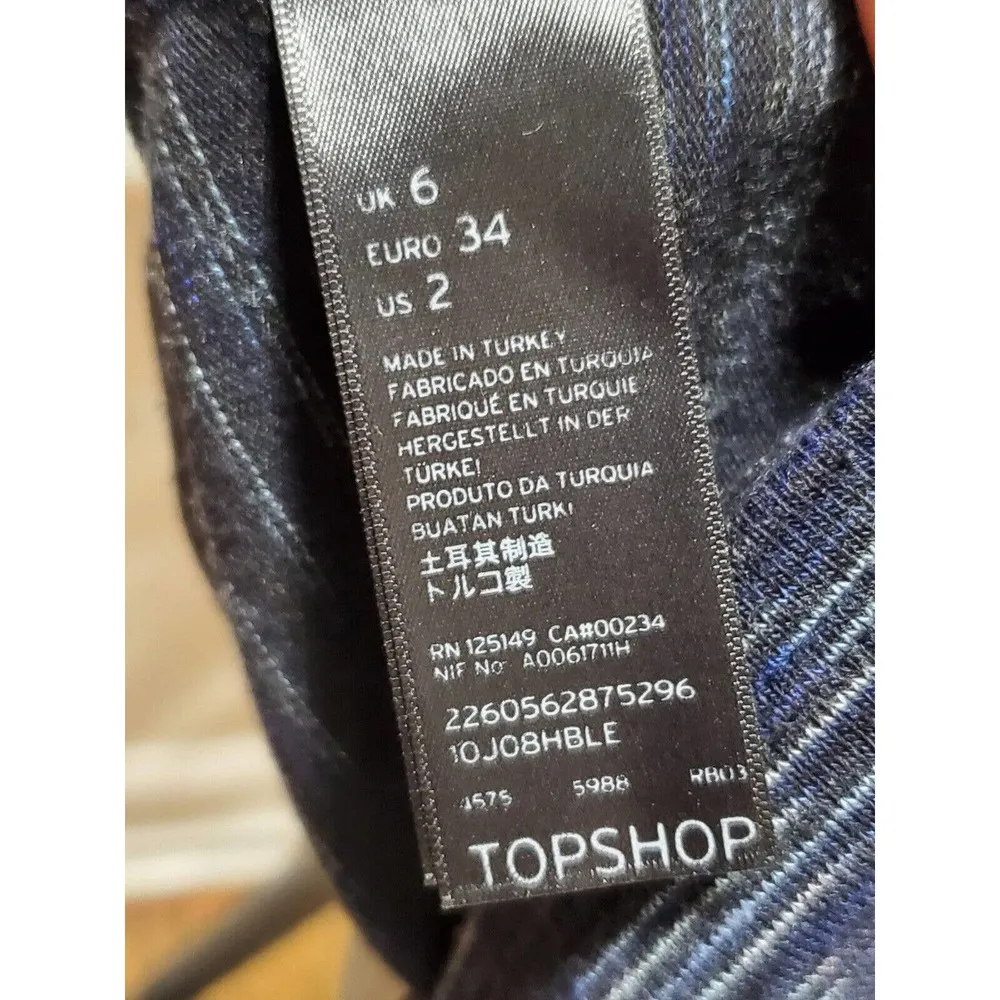 UK 6
EURO 34
US 2
MADE IN TURKEY
FABRICADO EN TURQUIA
FABRIQUÉ EN TURQUIE
HERGESTELLT IN DER
TÜRKEI
PRODUTO DA TURQUIA
BUATAN TURKI
土耳其制造
トルコ製
RN 125149 CA#00234
NIF No A0061711H
2260562875296
10J08HBLE
4575 5988 RB03
TOPSHOP